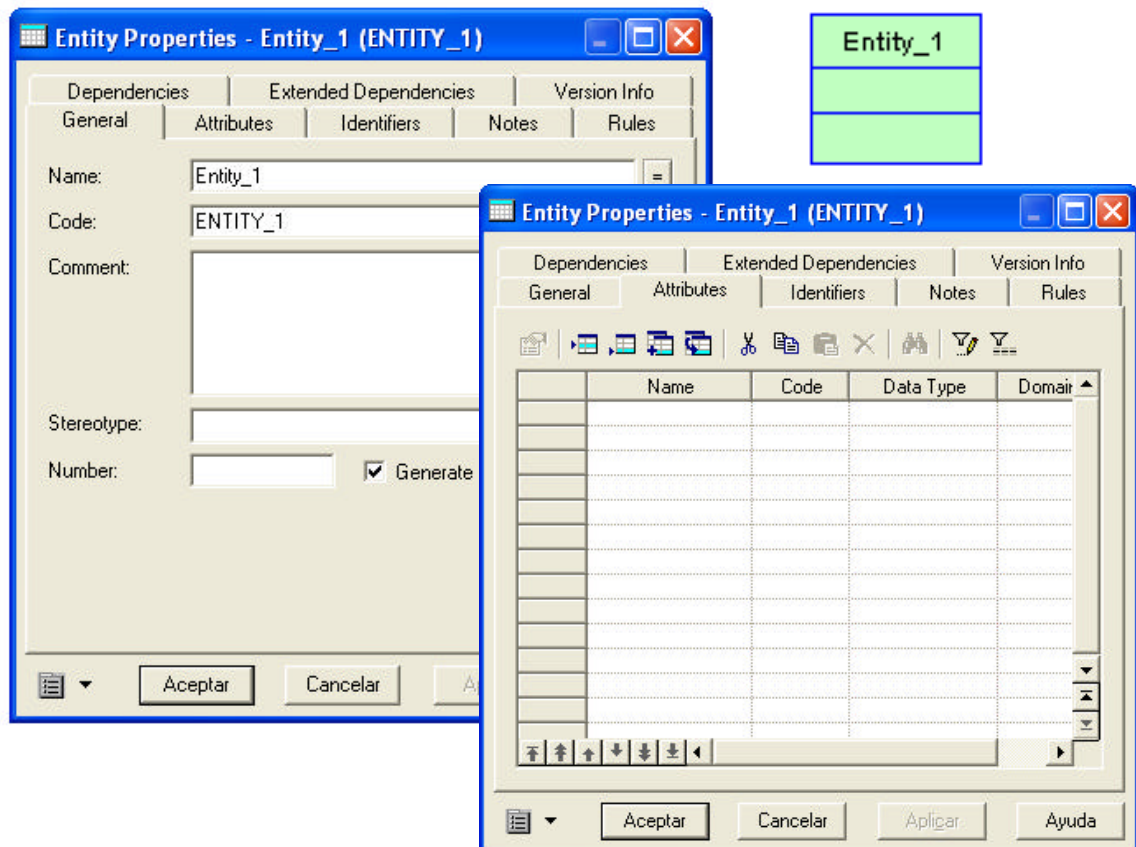 Entity Properties - Entity_1 (ENTITY_1)
Dependencies Extended Dependencies Version Info
General Attributes Identifiers Notes Rules
Name: Entity_1 =
Code: ENTITY_1
Comment:
Stereotype:
Number: Generate
Aceptar Cancelar
Entity_1
Entity Properties - Entity_1 (ENTITY_1)
Dependencies Extended Dependencies Version Info
General Attributes Identifiers Notes Rules
Name Code Data Type Domain
Aceptar Cancelar Aplicar Ayuda